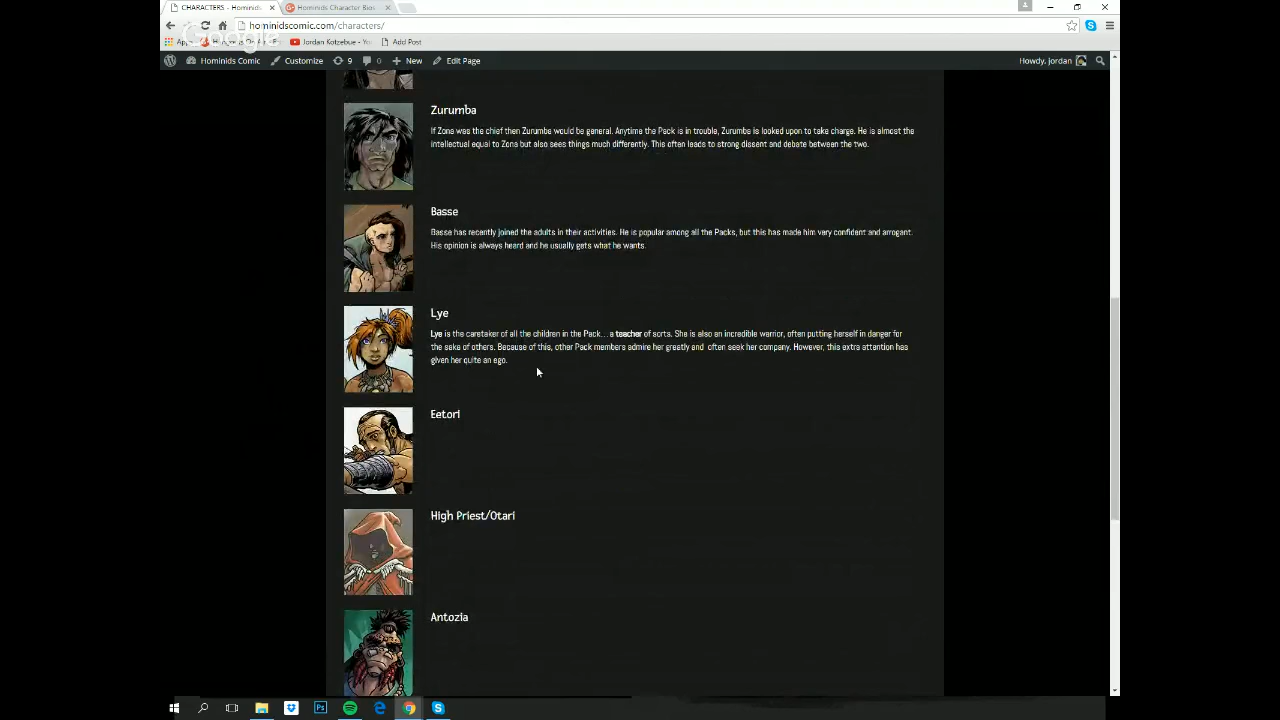 CHARACTERS - Hominids
Hominids Character Bios
hominidscomic.com/characters/
Google
Jordan Kotzebue - Yo
Add Post
Hominids Comic
Customize
9
0
New
Edit Page
Howdy, jordan
Zurumba
If Zona was the chief then Zurumba would be general. Anytime the Pack is in trouble, Zurumba is looked upon to take charge. He is almost the
intellectual equal to Zona but also sees things much differently. This often leads to strong dissent and debate between the two.
Basse
Basse has recently joined the adults in their activities. He is popular among all the Packs, but this has made him very confident and arrogant.
His opinion is always heard and he usually gets what he wants.
Lye
Lye is the caretaker of all the children in the Pack... a teacher of sorts. She is also an incredible warrior, often putting herself in danger for
the sake of others. Because of this, other Pack members admire her greatly and often seek her company. However, this extra attention has
given her quite an ego.
Eetori
High Priest/Otari
Antozia
Ps